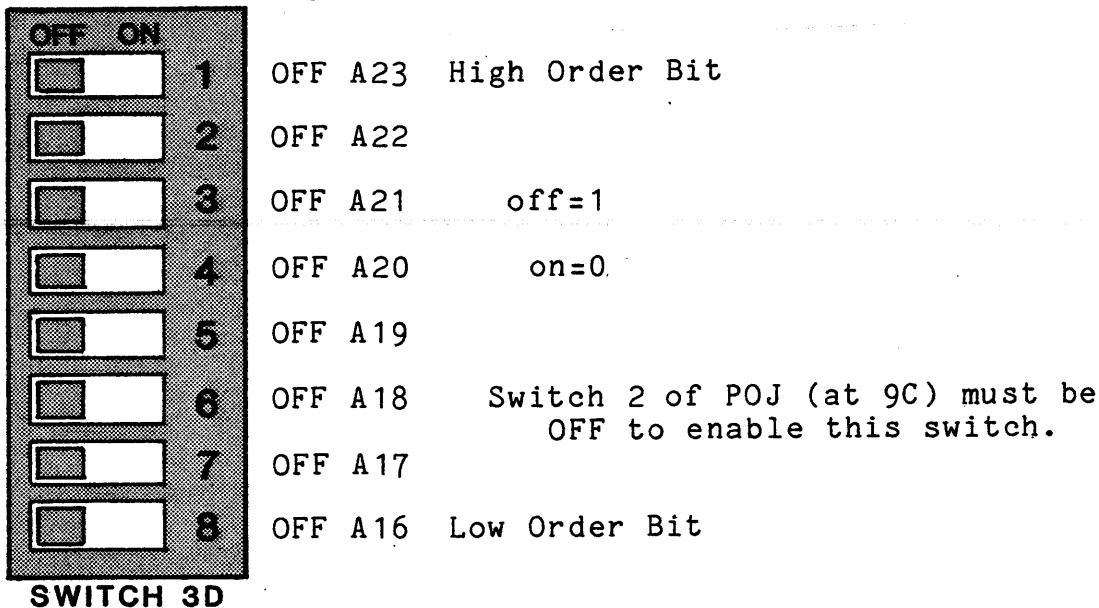 OFF ON
1 OFF A23 High Order Bit
2 OFF A22
3 OFF A21 off=1
4 OFF A20 on=0
5 OFF A19
6 OFF A18 Switch 2 of POJ (at 9C) must be
OFF to enable this switch.
7 OFF A17
8 OFF A16 Low Order Bit
SWITCH 3D